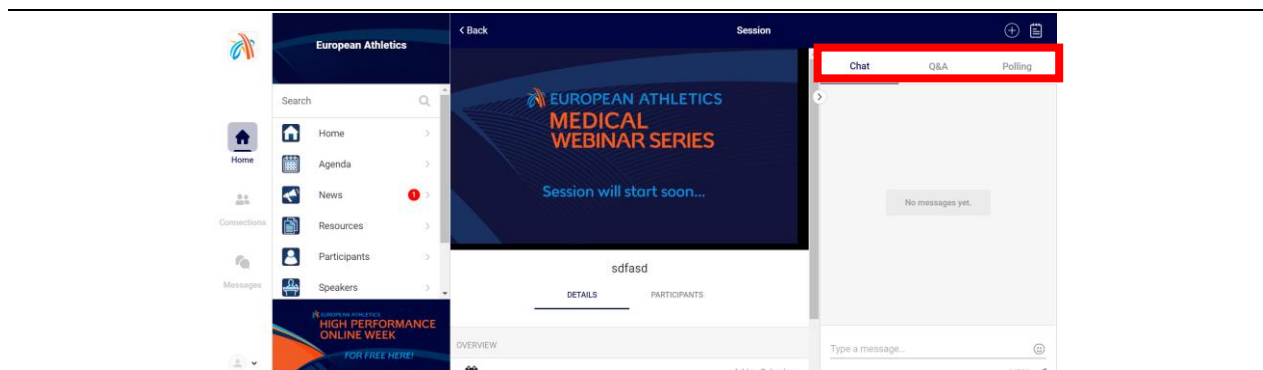 European Athletics
< Back
Session
Search
Home
Home
Agenda
News 1
Connections
Resources
Participants
Messages
Speakers
EUROPEAN ATHLETICS
HIGH PERFORMANCE
ONLINE WEEK
FOR FREE HERE!
EUROPEAN ATHLETICS
MEDICAL
WEBINAR SERIES
Session will start soon...
sdfasd
DETAILS PARTICIPANTS
OVERVIEW
Chat Q&A Polling
No messages yet.
Type a message...